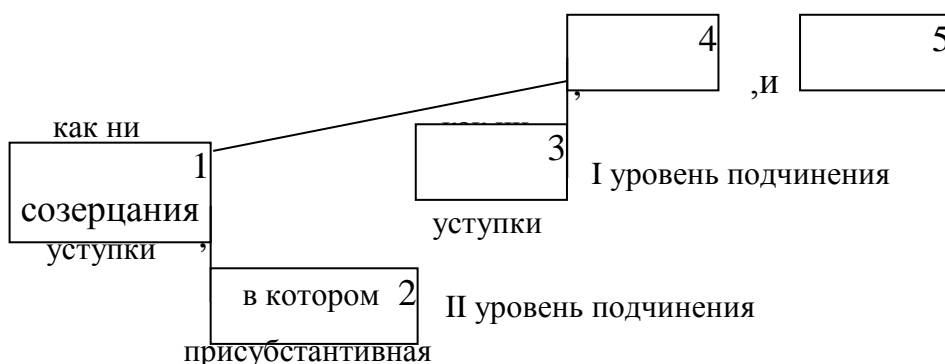 4
5
,
,и
как ни
3
1
I уровень подчинения
созерцания
уступки
уступки
,
в котором
2
II уровень подчинения
присубстантивная